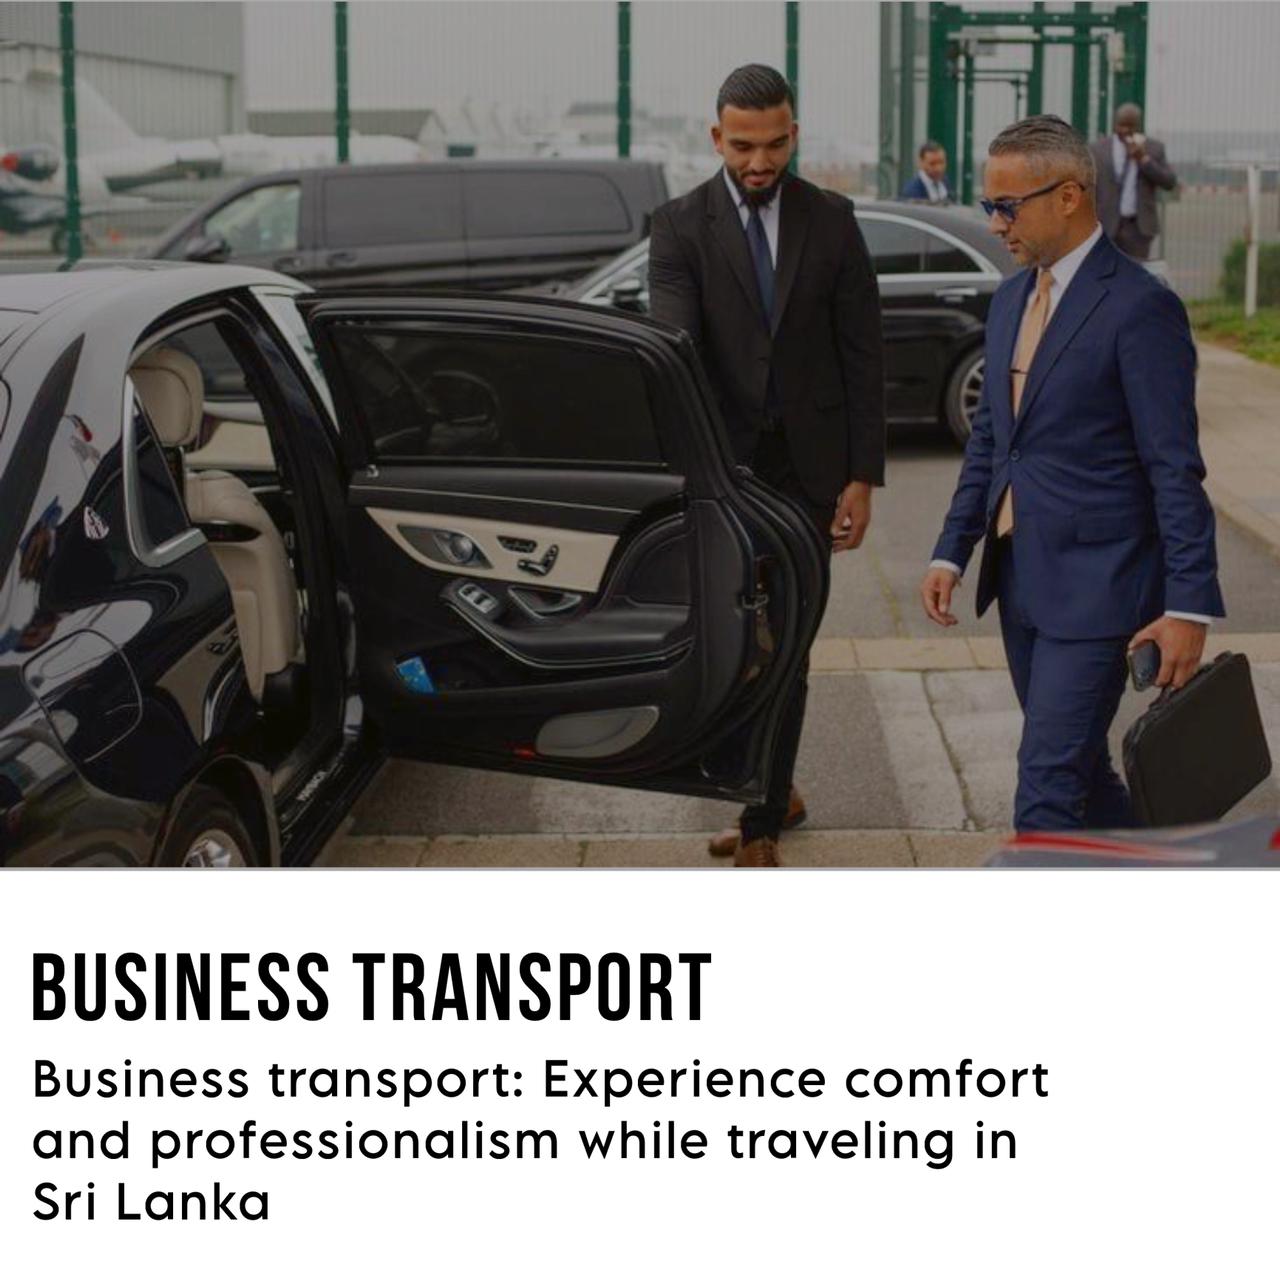 BUSINESS TRANSPORT
Business transport: Experience comfort
and professionalism while traveling in
Sri Lanka